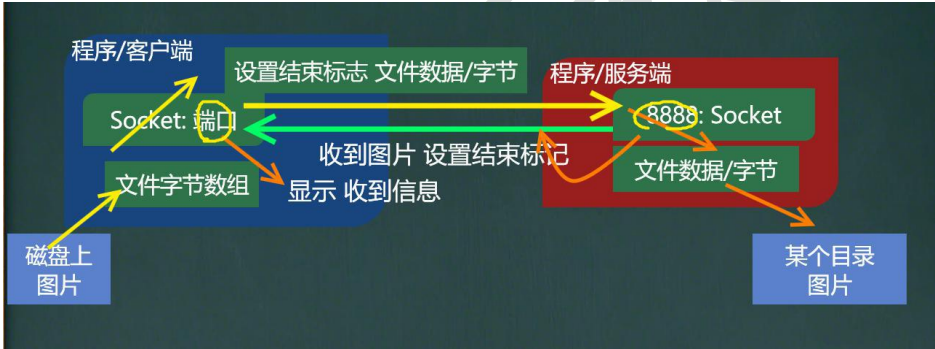 程序/客户端
设置结束标志 文件数据/字节
程序/服务端
Socket: 端口
8888: Socket
收到图片 设置结束标记
文件数据/字节
文件字节数组
显示 收到信息
磁盘上
图片
某个目录
图片